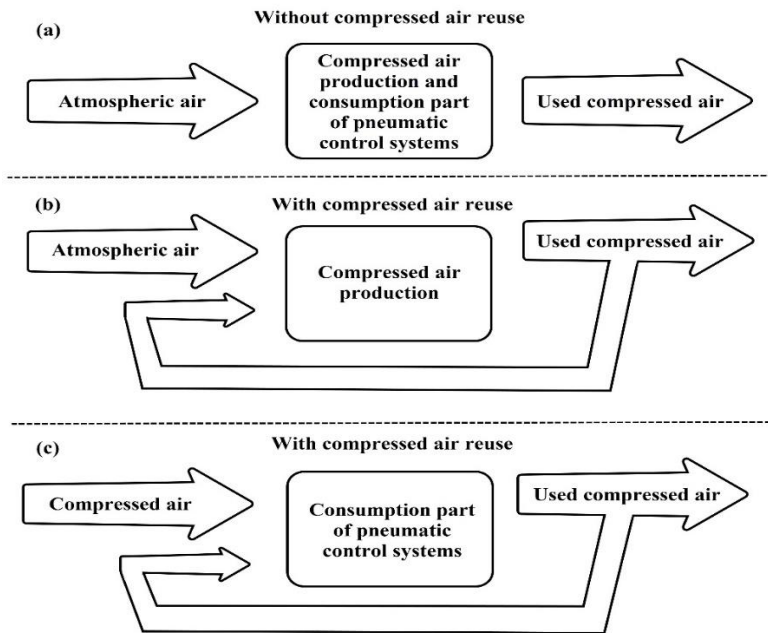 Without compressed air reuse
(a)
Atmospheric air
Compressed air
production and
consumption part
of pneumatic
control systems
Used compressed air
(b)
With compressed air reuse
Atmospheric air
Compressed air
production
Used compressed air
(c)
With compressed air reuse
Compressed air
Consumption part
of pneumatic
control systems
Used compressed air